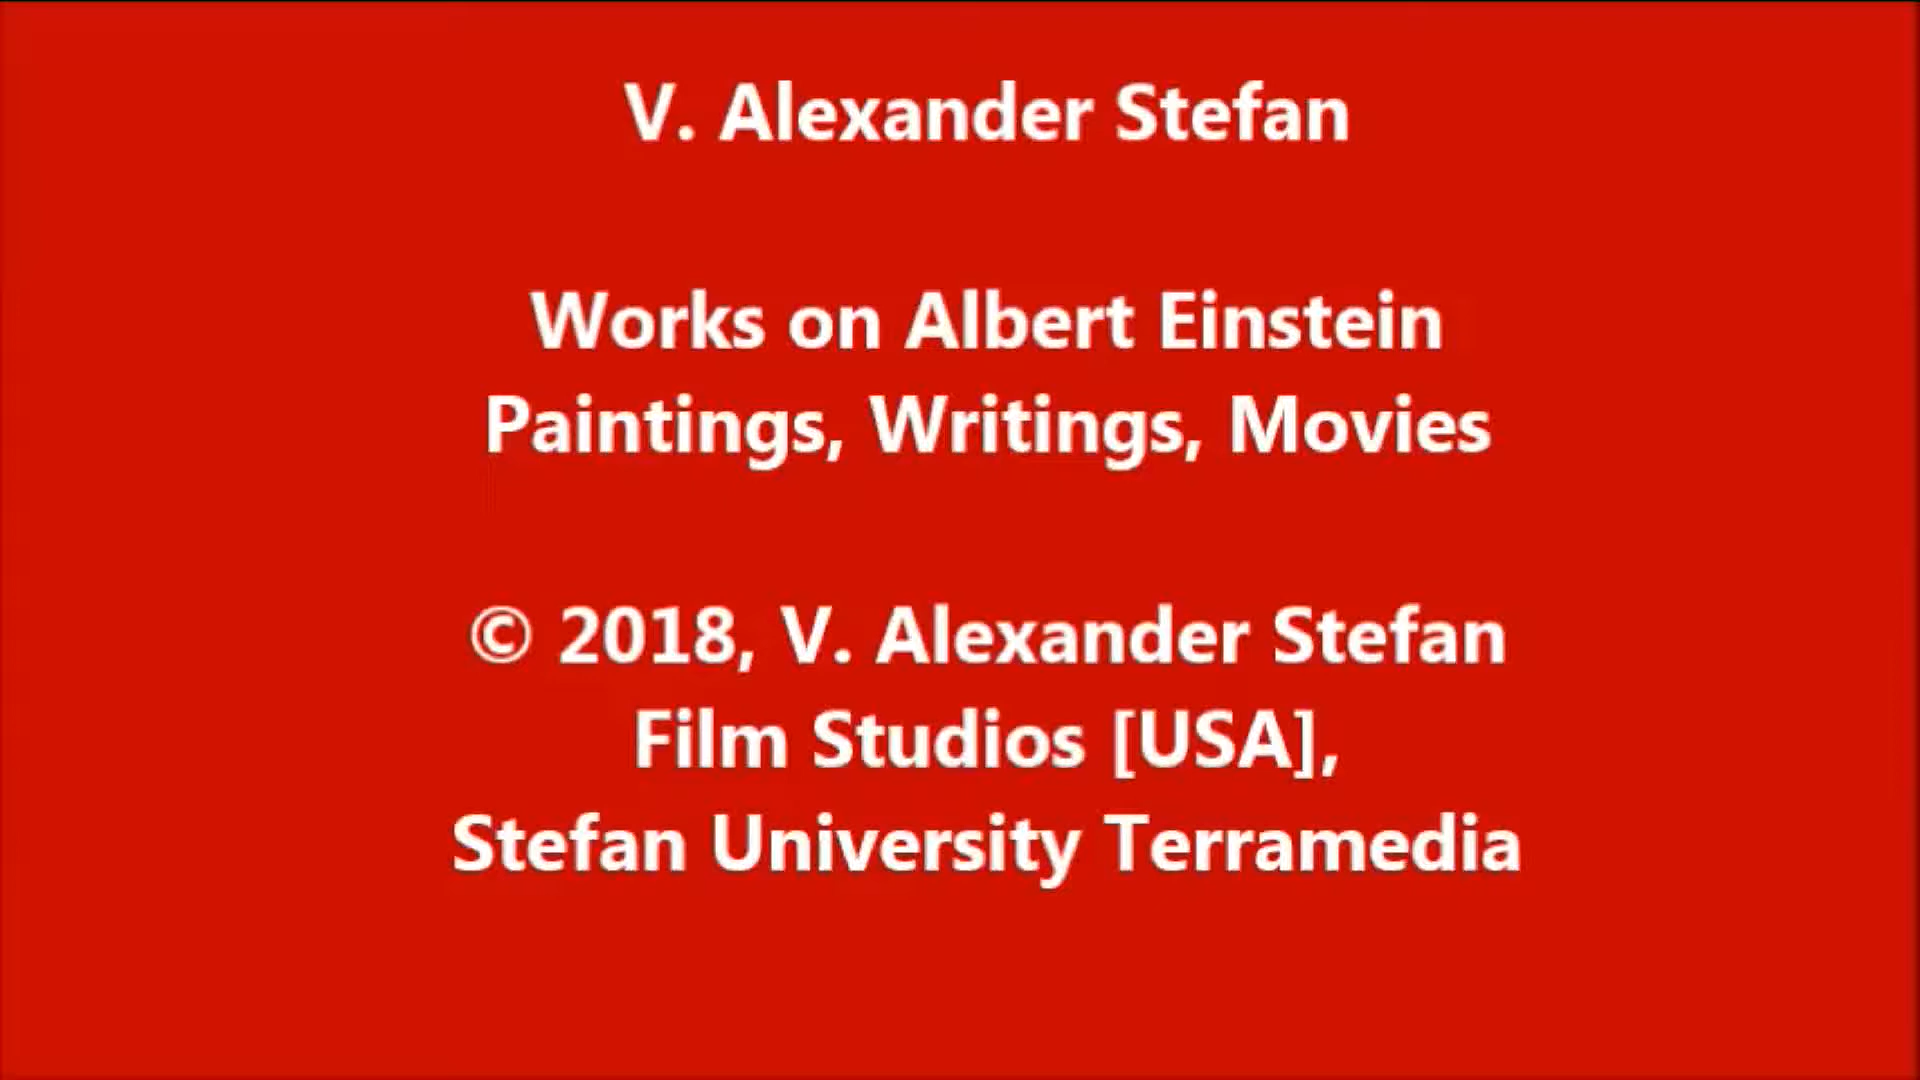 V. Alexander Stefan
Works on Albert Einstein
Paintings, Writings, Movies
© 2018, V. Alexander Stefan
Film Studios [USA],
Stefan University Terramedia